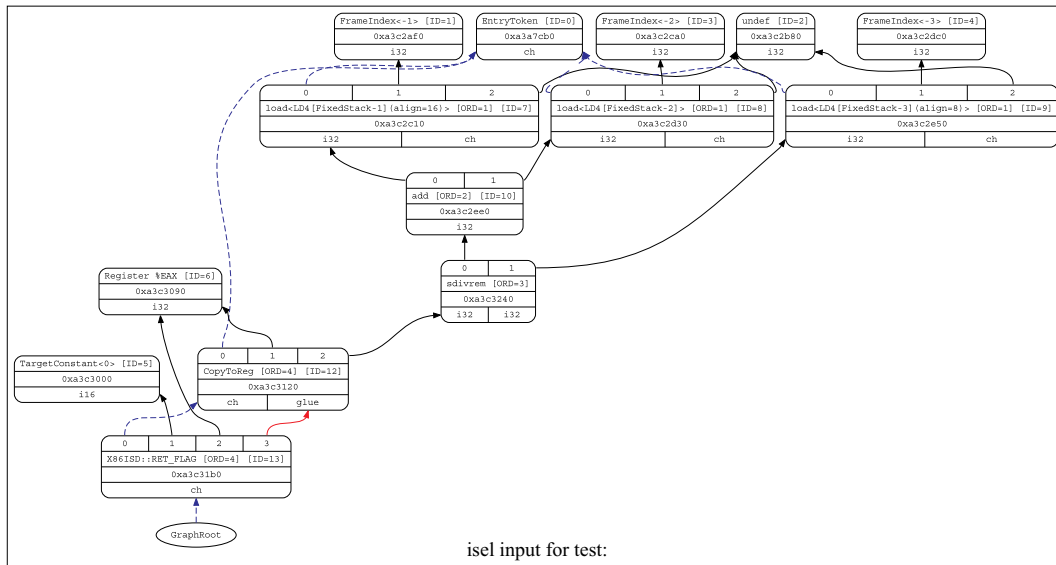 FrameIndex<-1> [ID=1]
0xa3c2af0
i32
EntryToken [ID=0]
0xa3a7cb0
ch
FrameIndex<-2> [ID=3]
0xa3c2ca0
i32
undef [ID=2]
0xa3c2b80
i32
FrameIndex<-3> [ID=4]
0xa3c2dc0
i32
0 1 2
load<LD4[FixedStack-1](align=16)> [ORD=1] [ID=7]
0xa3c2c10
i32 ch
0 1 2
load<LD4[FixedStack-2]> [ORD=1] [ID=8]
0xa3c2d30
i32 ch
0 1 2
load<LD4[FixedStack-3](align=8)> [ORD=1] [ID=9]
0xa3c2e50
i32 ch
0 1
add [ORD=2] [ID=10]
0xa3c2ee0
i32
0 1
sdivrem [ORD=3]
0xa3c3240
i32 i32
Register %EAX [ID=6]
0xa3c3090
i32
TargetConstant<0> [ID=5]
0xa3c3000
i16
0 1 2
CopyToReg [ORD=4] [ID=12]
0xa3c3120
ch glue
0 1 2 3
X86ISD::RET_FLAG [ORD=4] [ID=13]
0xa3c31b0
ch
GraphRoot
isel input for test: